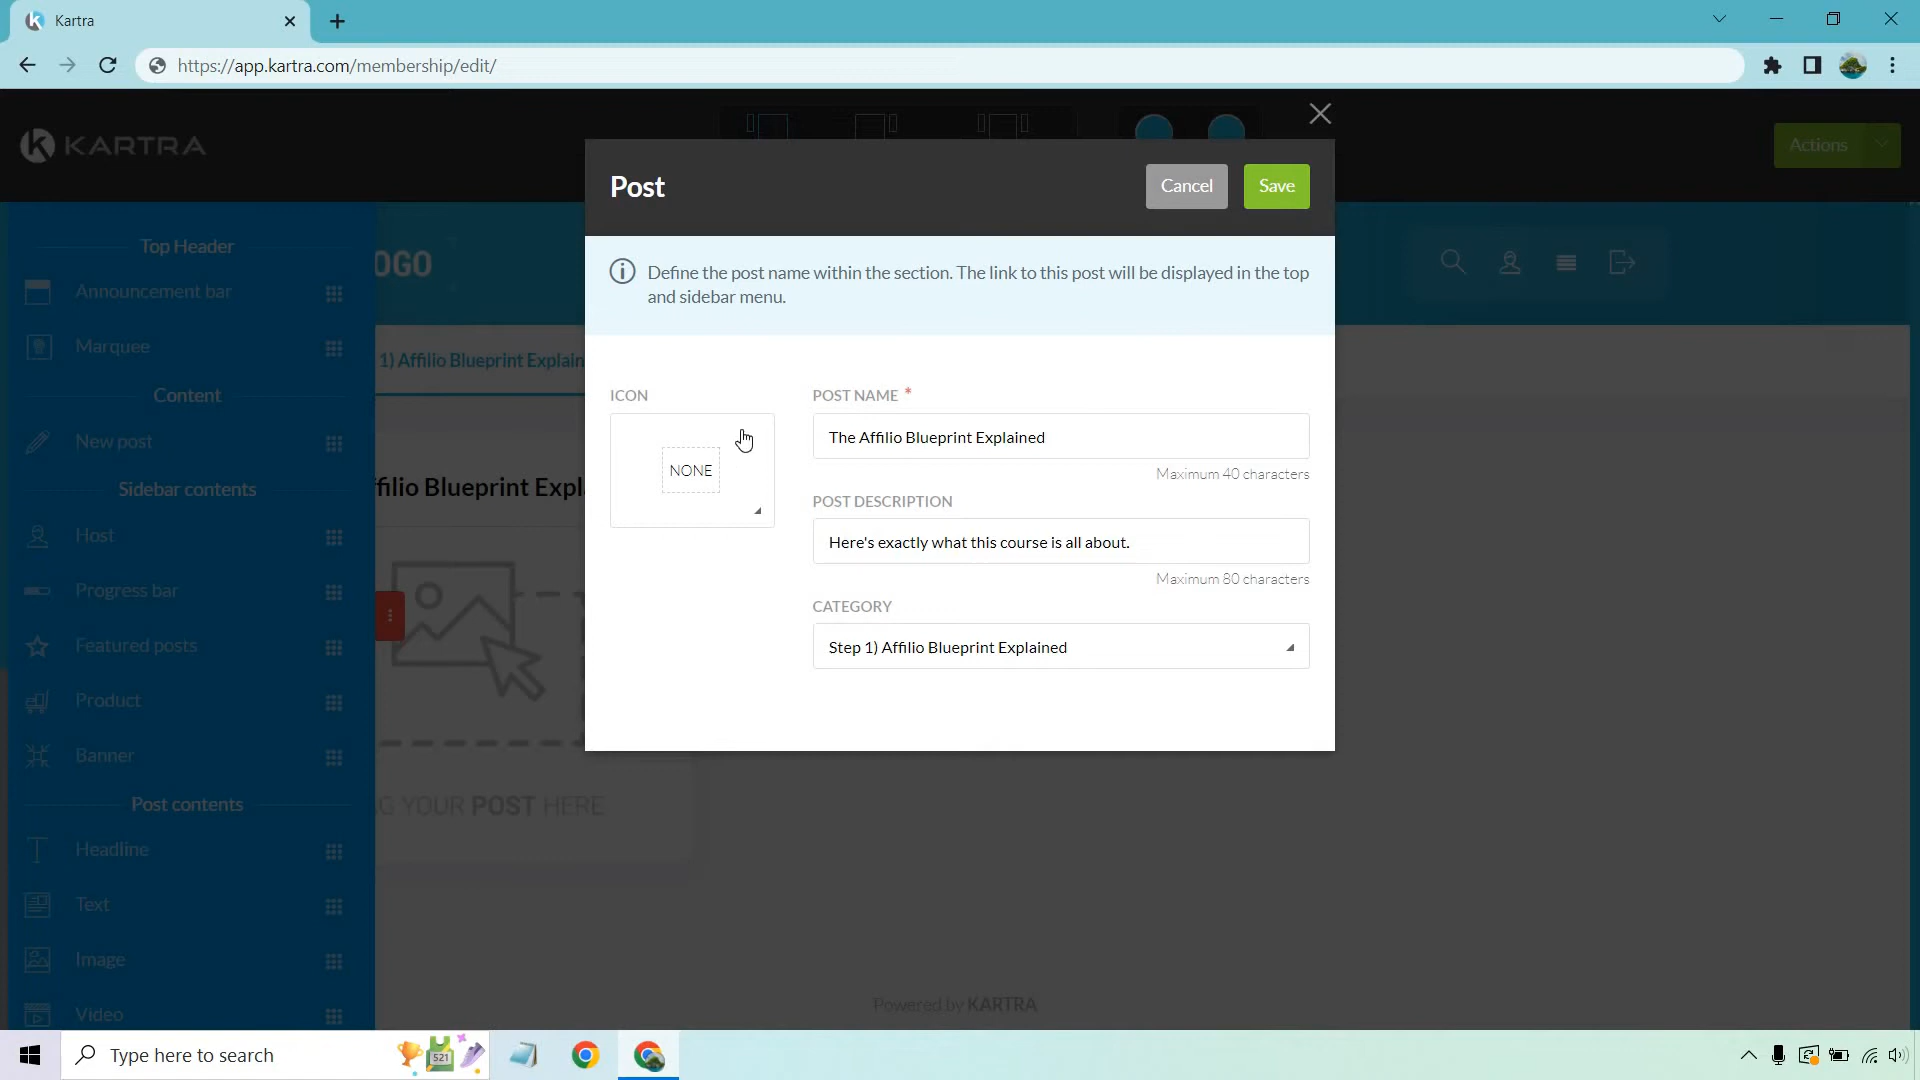 Kartra
https://app.kartra.com/membership/edit/
KARTRA
Actions
Post
Cancel
Save
Define the post name within the section. The link to this post will be displayed in the top
and sidebar menu.
ICON
NONE
POST NAME *
The Affilio Blueprint Explained
Maximum 40 characters
POST DESCRIPTION
Here's exactly what this course is all about.
Maximum 80 characters
CATEGORY
Step 1) Affilio Blueprint Explained
Top Header
Announcement bar
Marquee
Content
New post
Sidebar contents
Host
Progress bar
Featured posts
Product
Banner
Post contents
Headline
Text
Image
Video
OGO
1) Affilio Blueprint Explain
ffilio Blueprint Expl
G YOUR POST HERE
Powered by KARTRA
Type here to search
521